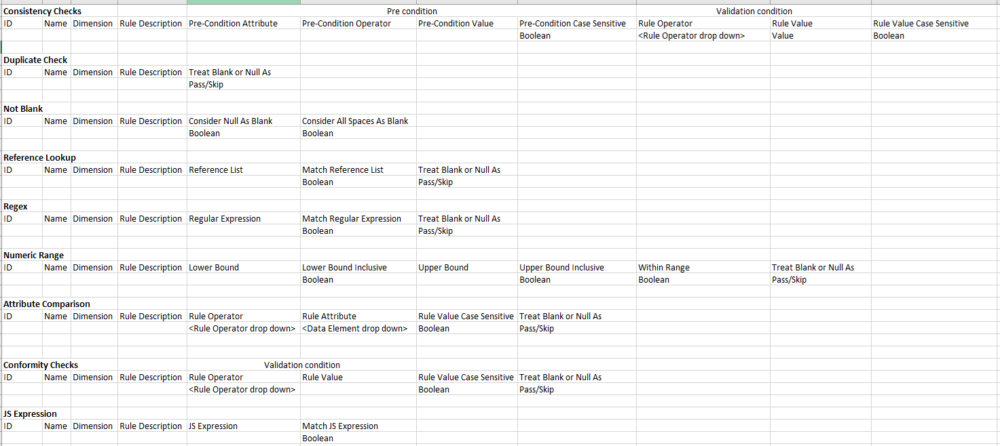 Consistency Checks Pre condition Validation condition
ID Name Dimension Rule Description Pre-Condition Attribute Pre-Condition Operator Pre-Condition Value Pre-Condition Case Sensitive Rule Operator Rule Value Rule Value Case Sensitive
Boolean <Rule Operator drop down> Value Boolean
Duplicate Check
ID Name Dimension Rule Description Treat Blank or Null As
Pass/Skip
Not Blank
ID Name Dimension Rule Description Consider Null As Blank Consider All Spaces As Blank
Boolean Boolean
Reference Lookup
ID Name Dimension Rule Description Reference List Match Reference List Treat Blank or Null As
Boolean Pass/Skip
Regex
ID Name Dimension Rule Description Regular Expression Match Regular Expression Treat Blank or Null As
Boolean Pass/Skip
Numeric Range
ID Name Dimension Rule Description Lower Bound Lower Bound Inclusive Upper Bound Upper Bound Inclusive Within Range Treat Blank or Null As
Boolean Boolean Boolean Pass/Skip
Attribute Comparison
ID Name Dimension Rule Description Rule Operator Rule Attribute Rule Value Case Sensitive Treat Blank or Null As
<Rule Operator drop down> <Data Element drop down> Boolean Pass/Skip
Conformity Checks Validation condition
ID Name Dimension Rule Description Rule Operator Rule Value Rule Value Case Sensitive Treat Blank or Null As
<Rule Operator drop down> Boolean Pass/Skip
JS Expression
ID Name Dimension Rule Description JS Expression Match JS Expression
Boolean